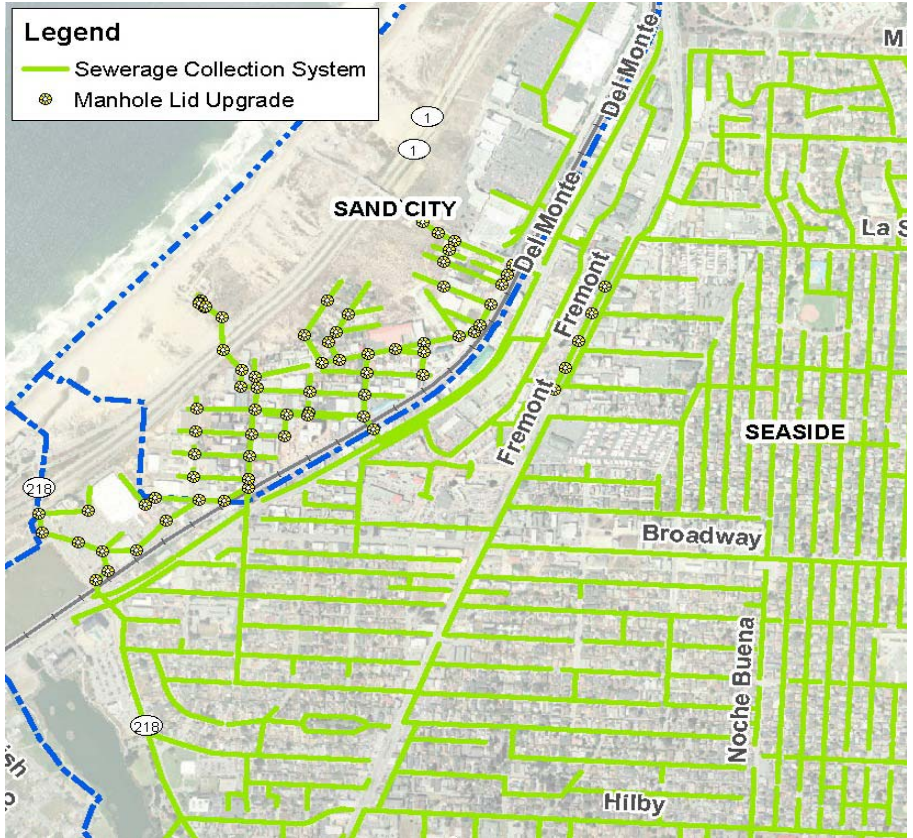 Legend
Sewerage Collection System
Manhole Lid Upgrade
M
Del Monte
1
1
SAND CITY
La S
Del Monte
Fremont
Fremont
SEASIDE
218
Broadway
Noche Buena
218
ish
o
Hilby